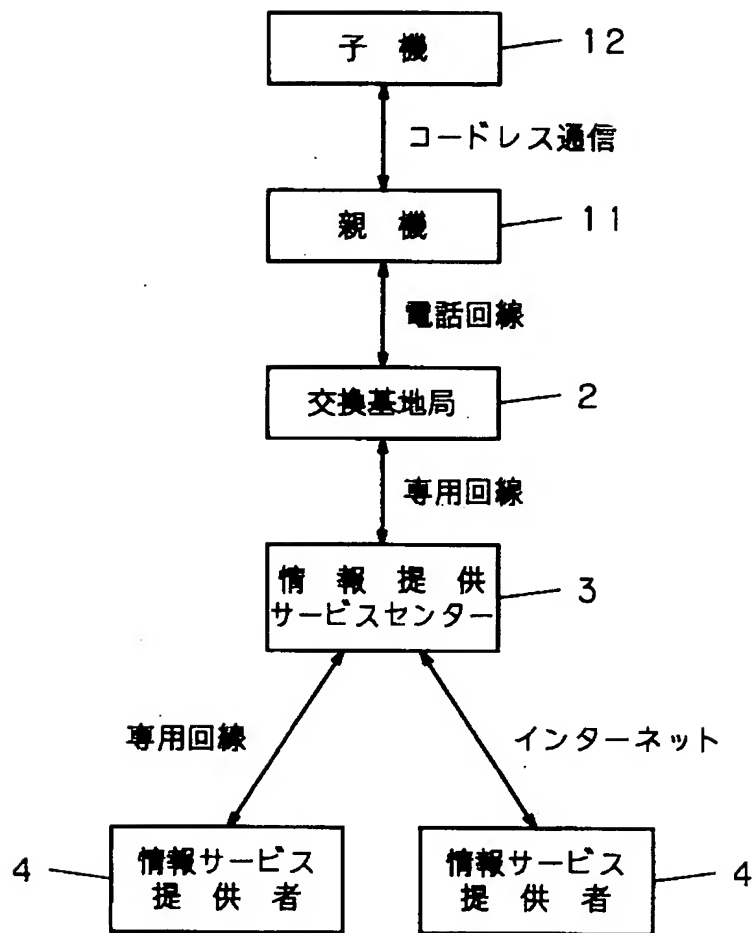 子 機
12
コードレス通信
親 機
11
電話回線
交換基地局
2
専用回線
情 報 提 供
サービスセンター
3
専用回線
インターネット
4
情報サービス
提 供 者
情報サービス
提 供 者
4